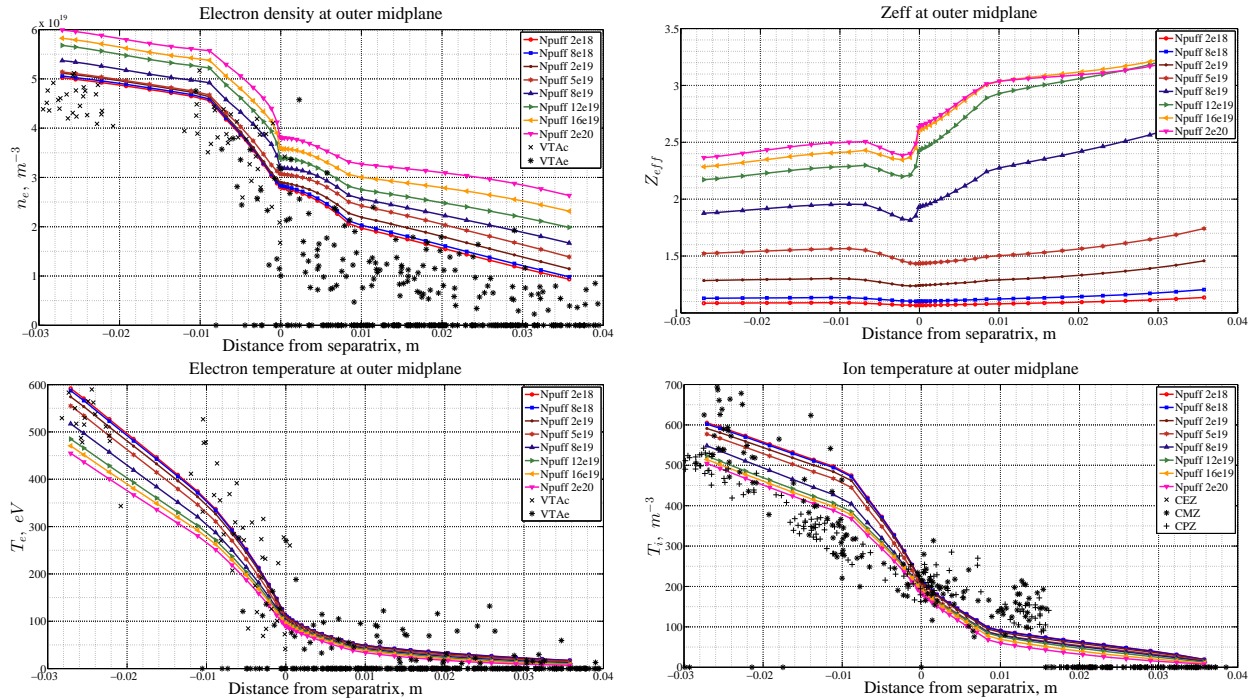 Electron density at outer midplane
x 10^19
n_e, m^{-3}
6
5
4
3
2
1
0
−0.03 −0.02 −0.01 0 0.01 0.02 0.03 0.04
Distance from separatrix, m
Npuff 2e18
Npuff 8e18
Npuff 2e19
Npuff 5e19
Npuff 8e19
Npuff 12e19
Npuff 16e19
Npuff 2e20
VTAc
VTAe
Zeff at outer midplane
Z_{eff}
3.5
3
2.5
2
1.5
1
−0.03 −0.02 −0.01 0 0.01 0.02 0.03 0.04
Distance from separatrix, m
Npuff 2e18
Npuff 8e18
Npuff 2e19
Npuff 5e19
Npuff 8e19
Npuff 12e19
Npuff 16e19
Npuff 2e20
Electron temperature at outer midplane
T_e, eV
600
500
400
300
200
100
0
−0.03 −0.02 −0.01 0 0.01 0.02 0.03 0.04
Distance from separatrix, m
Npuff 2e18
Npuff 8e18
Npuff 2e19
Npuff 5e19
Npuff 8e19
Npuff 12e19
Npuff 16e19
Npuff 2e20
VTAc
VTAe
Ion temperature at outer midplane
T_i, m^{-3}
700
600
500
400
300
200
100
0
−0.03 −0.02 −0.01 0 0.01 0.02 0.03 0.04
Distance from separatrix, m
Npuff 2e18
Npuff 8e18
Npuff 2e19
Npuff 5e19
Npuff 8e19
Npuff 12e19
Npuff 16e19
Npuff 2e20
CEZ
CMZ
CPZ